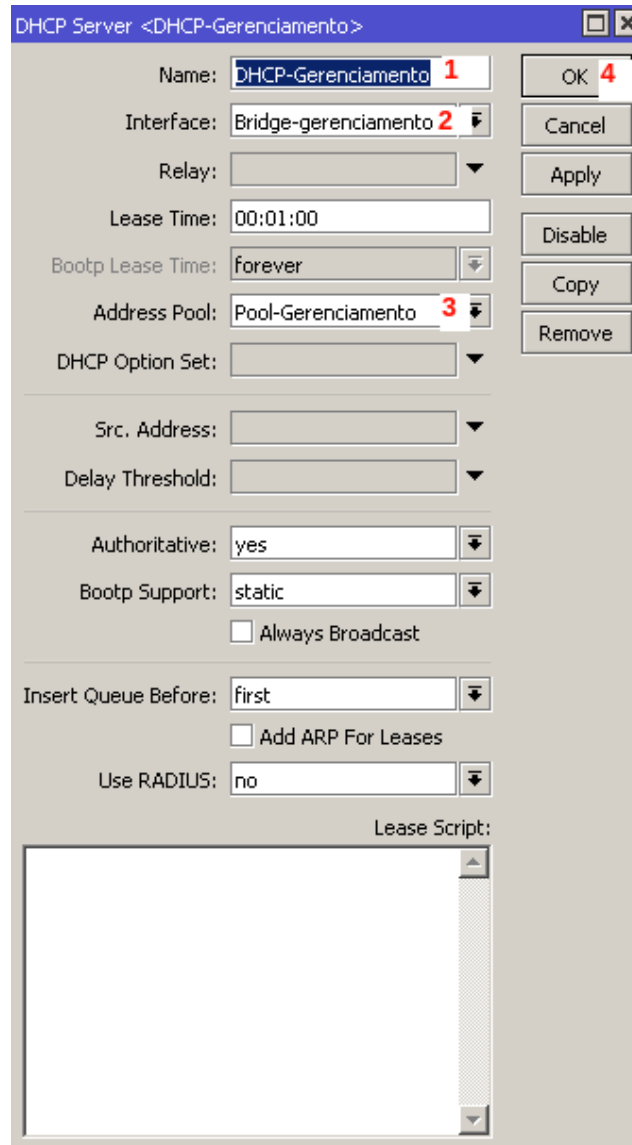 DHCP Server <DHCP-Gerenciamento>
Name: DHCP-Gerenciamento 1
OK 4
Interface: Bridge-gerenciamento 2
Cancel
Relay:
Apply
Lease Time: 00:01:00
Disable
Bootp Lease Time: forever
Copy
Address Pool: Pool-Gerenciamento 3
Remove
DHCP Option Set:
Src. Address:
Delay Threshold:
Authoritative: yes
Bootp Support: static
Always Broadcast
Insert Queue Before: first
Add ARP For Leases
Use RADIUS: no
Lease Script: